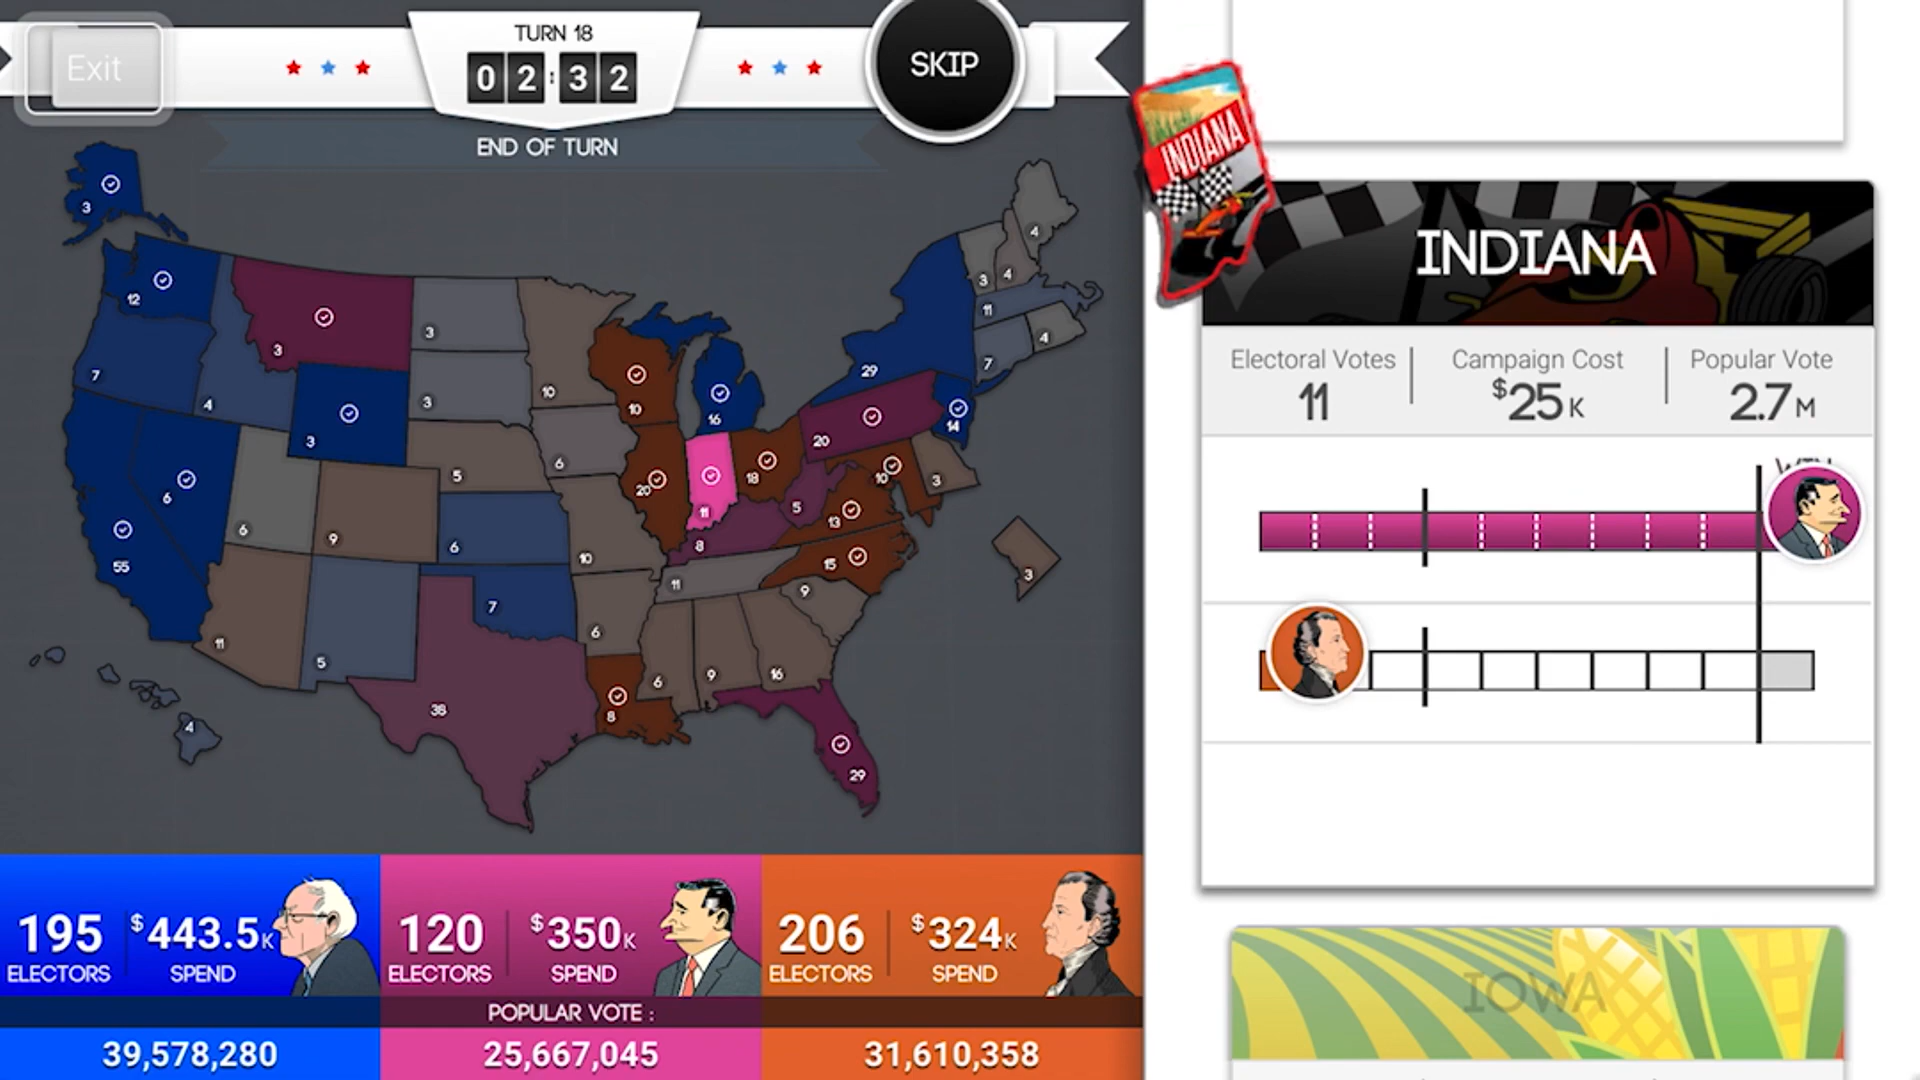 Exit
TURN 18
02:32
SKIP
END OF TURN
3
12
7
4
3
3
6
55
6
9
11
5
3
3
5
6
7
38
10
6
10
6
10
20
16
11
18
8
5
20
29
14
10
3
13
15
11
9
6
9
16
8
29
3
4
3
4
11
7
4
4
INDIANA
INDIANA
Electoral Votes
11
Campaign Cost
$25K
Popular Vote
2.7M
IOWA
195
ELECTORS
$443.5K
SPEND
120
ELECTORS
$350K
SPEND
206
ELECTORS
$324K
SPEND
POPULAR VOTE :
39,578,280
25,667,045
31,610,358